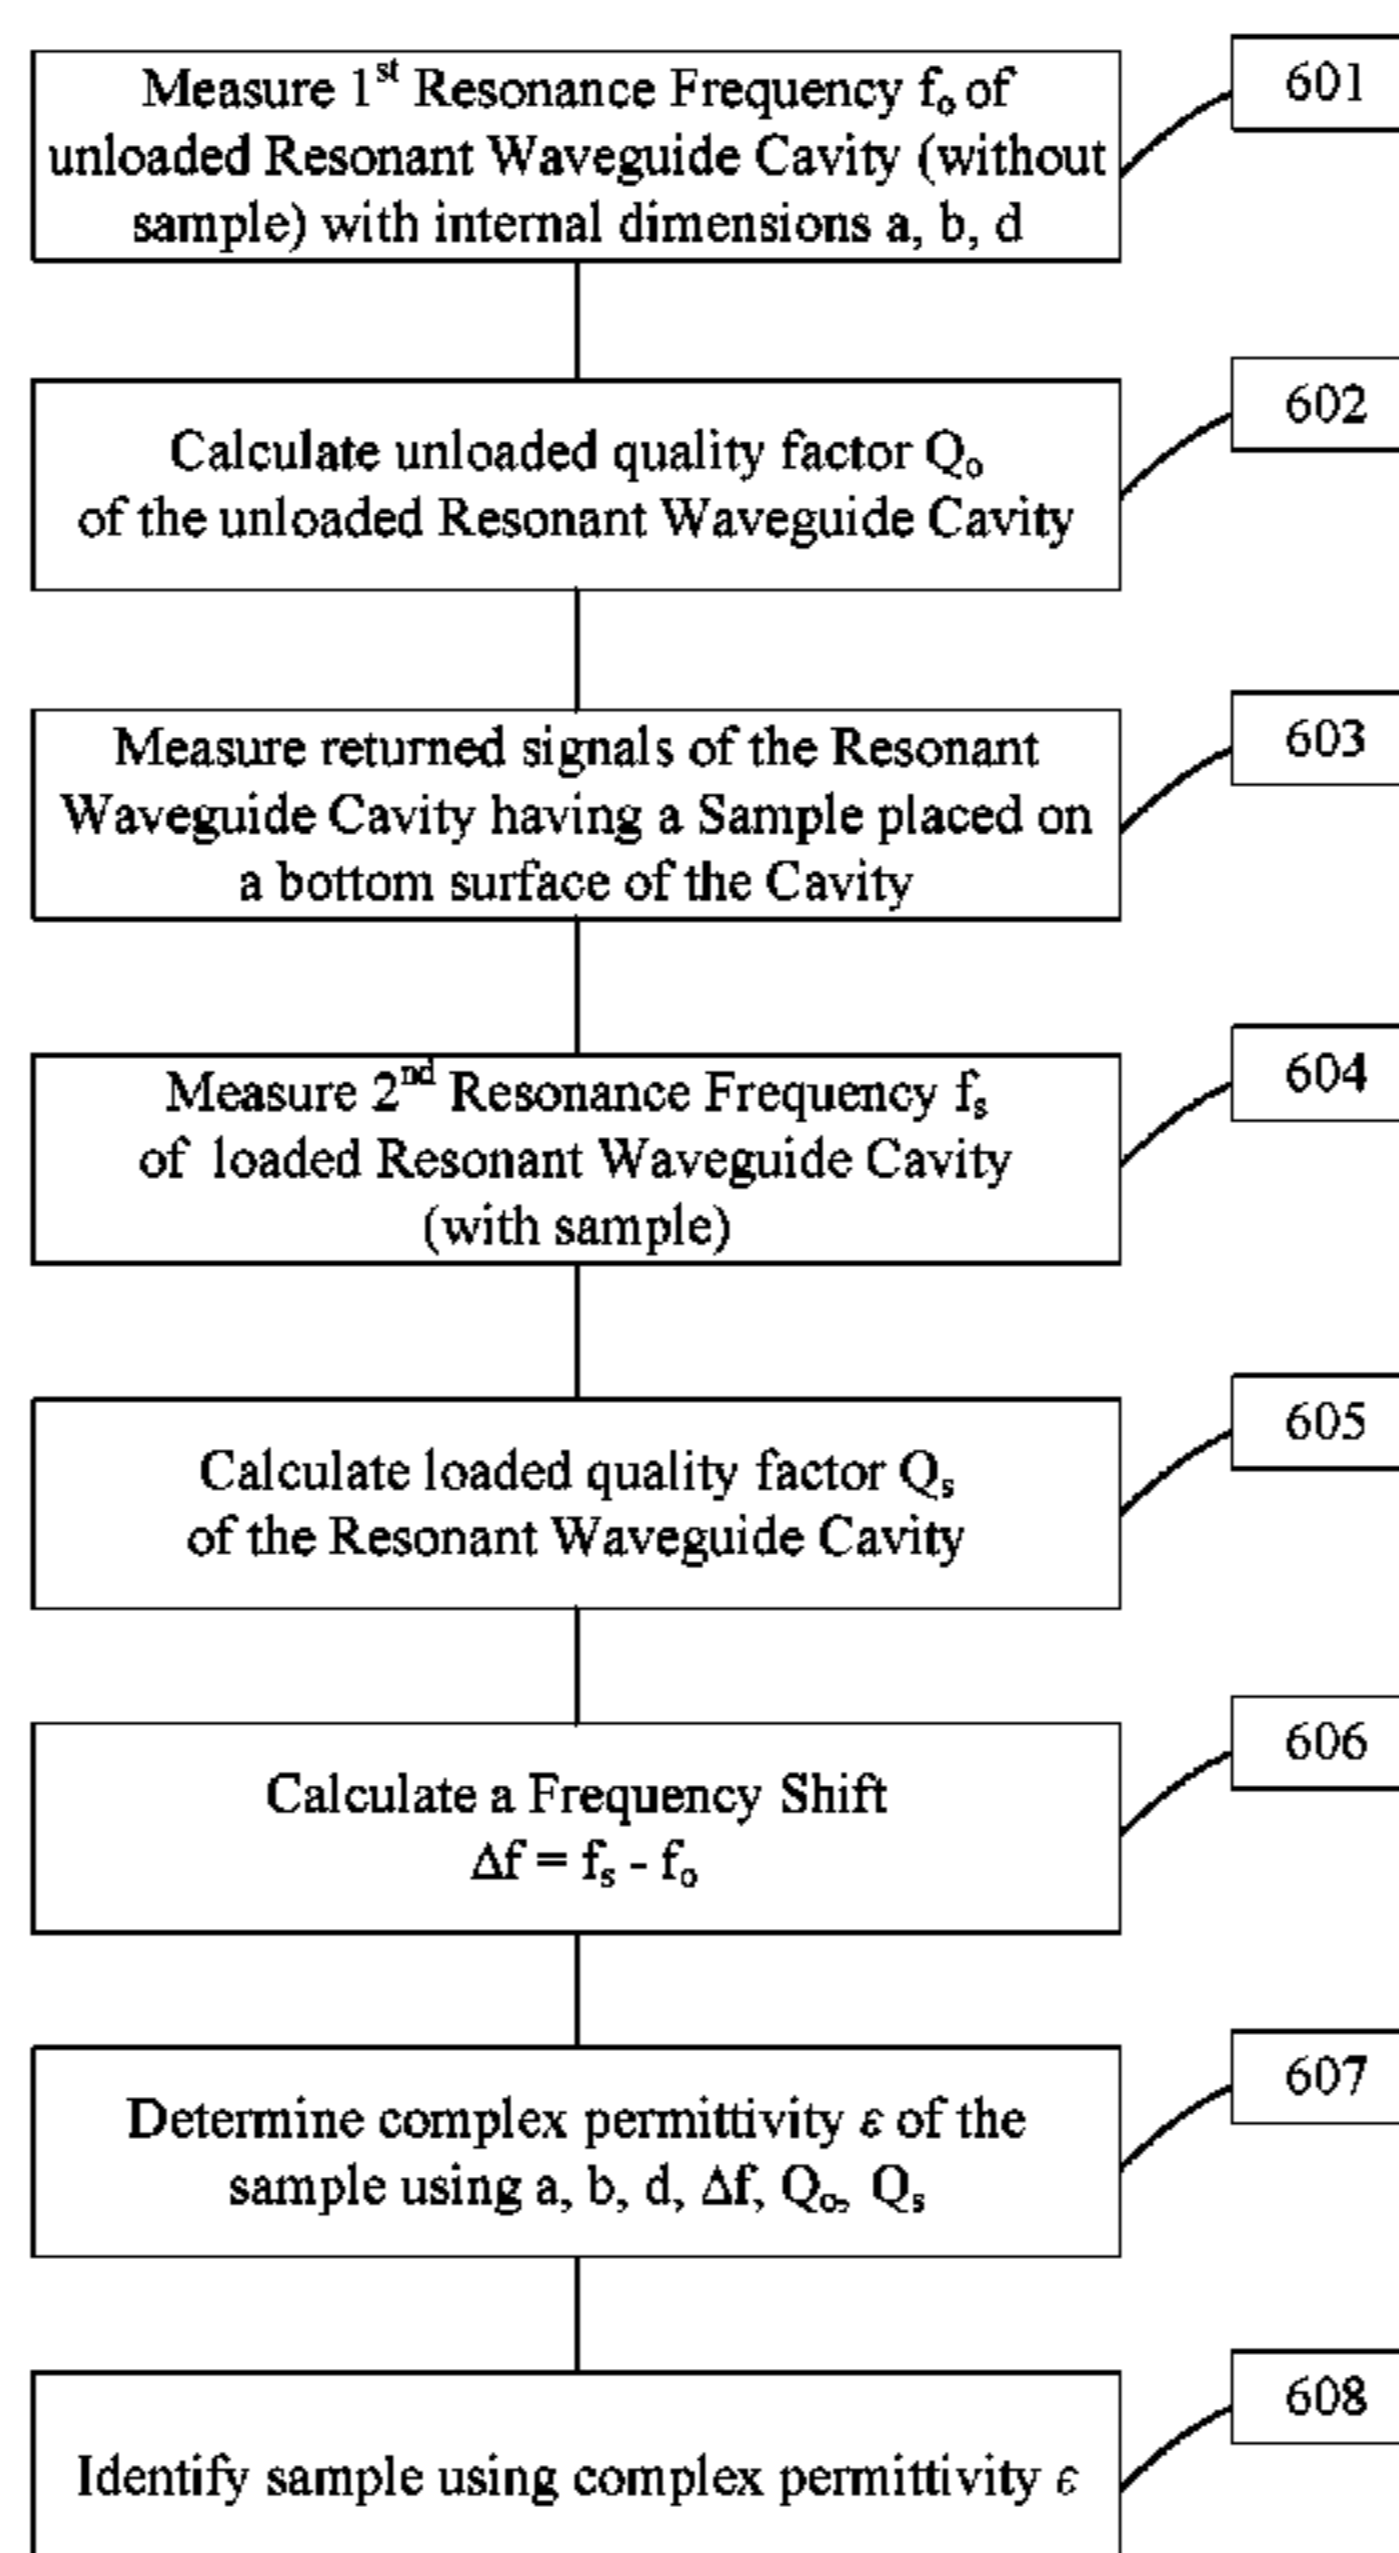 Measure 1st Resonance Frequency fo of
unloaded Resonant Waveguide Cavity (without
sample) with internal dimensions a, b, d
601
Calculate unloaded quality factor Qo
of the unloaded Resonant Waveguide Cavity
602
Measure returned signals of the Resonant
Waveguide Cavity having a Sample placed on
a bottom surface of the Cavity
603
Measure 2nd Resonance Frequency fs
of loaded Resonant Waveguide Cavity
(with sample)
604
Calculate loaded quality factor Qs
of the Resonant Waveguide Cavity
605
Calculate a Frequency Shift
Δf = fs - fo
606
Determine complex permittivity ε of the
sample using a, b, d, Δf, Qo, Qs
607
Identify sample using complex permittivity ε
608